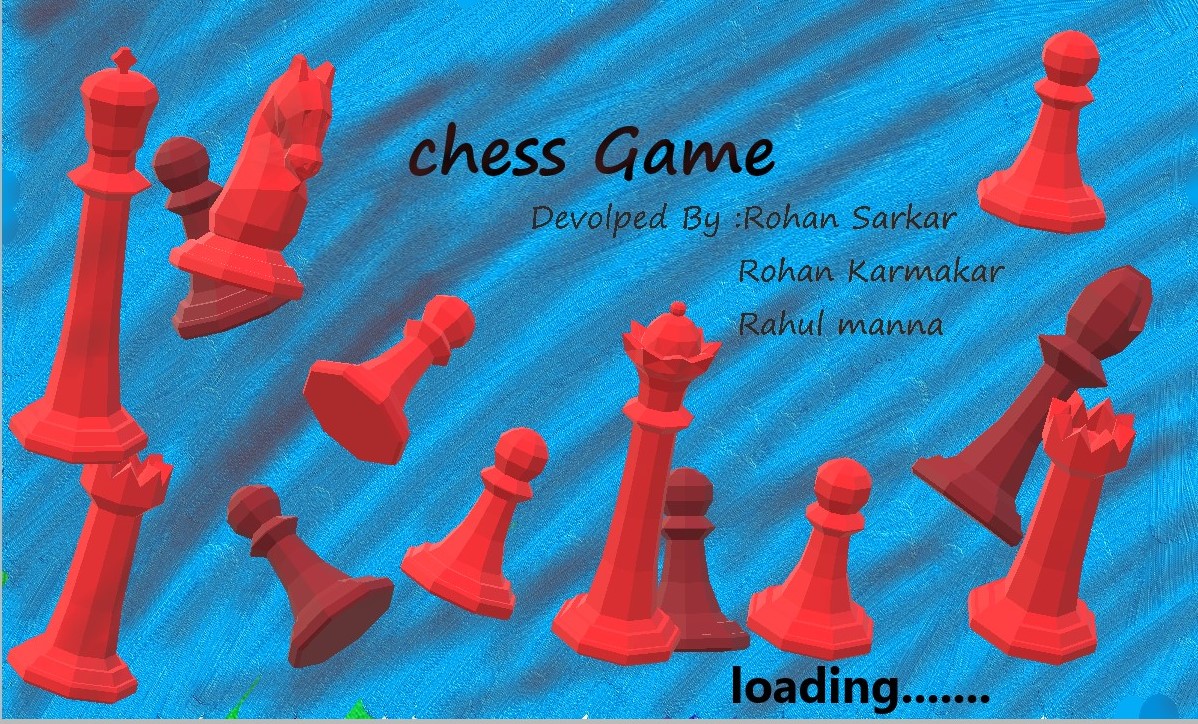 chess Game
Devolped By :Rohan Sarkar
Rohan Karmakar
Rahul manna
loading.......